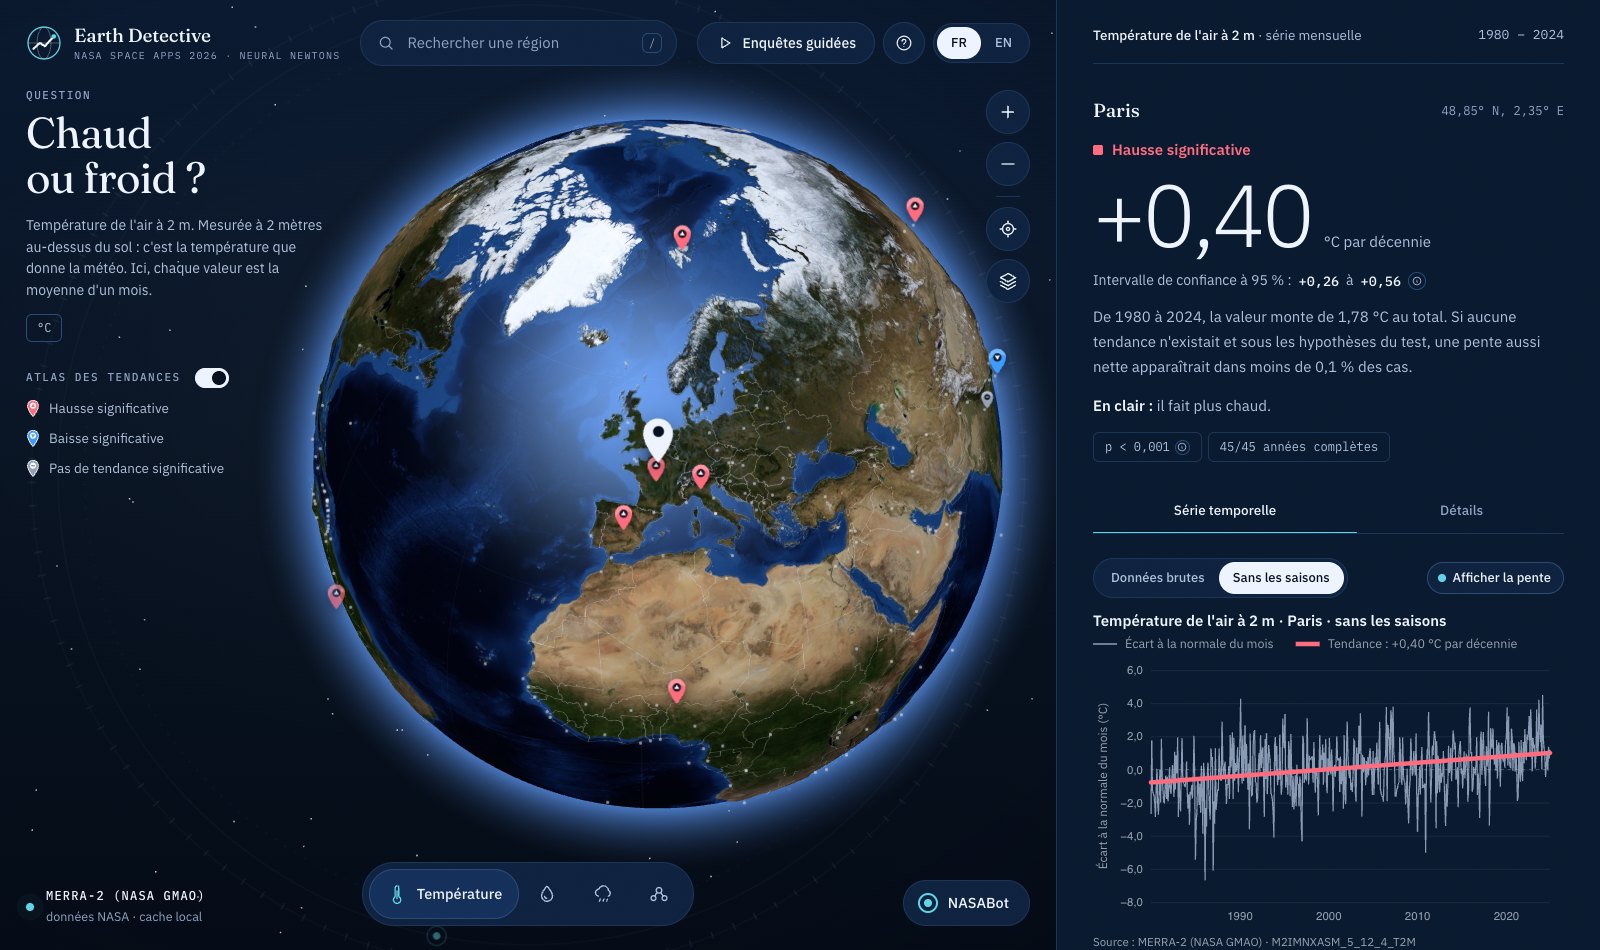 Earth Detective
NASA SPACE APPS 2026 · NEURAL NEWTONS
Rechercher une région
/
Enquêtes guidées
FR
EN
QUESTION
Chaud
ou froid ?
Température de l'air à 2 m. Mesurée à 2 mètres
au-dessus du sol : c'est la température que
donne la météo. Ici, chaque valeur est la
moyenne d'un mois.
°C
ATLAS DES TENDANCES
Hausse significative
Baisse significative
Pas de tendance significative
MERRA-2 (NASA GMAO)
données NASA · cache local
Température
NASABot
Température de l'air à 2 m · série mensuelle
1980 – 2024
Paris
48,85° N, 2,35° E
Hausse significative
+0,40
°C par décennie
Intervalle de confiance à 95 % : +0,26 à +0,56
De 1980 à 2024, la valeur monte de 1,78 °C au total. Si aucune
tendance n'existait et sous les hypothèses du test, une pente aussi
nette apparaîtrait dans moins de 0,1 % des cas.
En clair : il fait plus chaud.
p < 0,001
45/45 années complètes
Série temporelle
Détails
Données brutes
Sans les saisons
Afficher la pente
Température de l'air à 2 m · Paris · sans les saisons
Écart à la normale du mois
Tendance : +0,40 °C par décennie
Écart à la normale du mois (°C)
6,0
4,0
2,0
0,0
−2,0
−4,0
−6,0
−8,0
1990
2000
2010
2020
Source : MERRA-2 (NASA GMAO) · M2IMNXASM_5_12_4_T2M